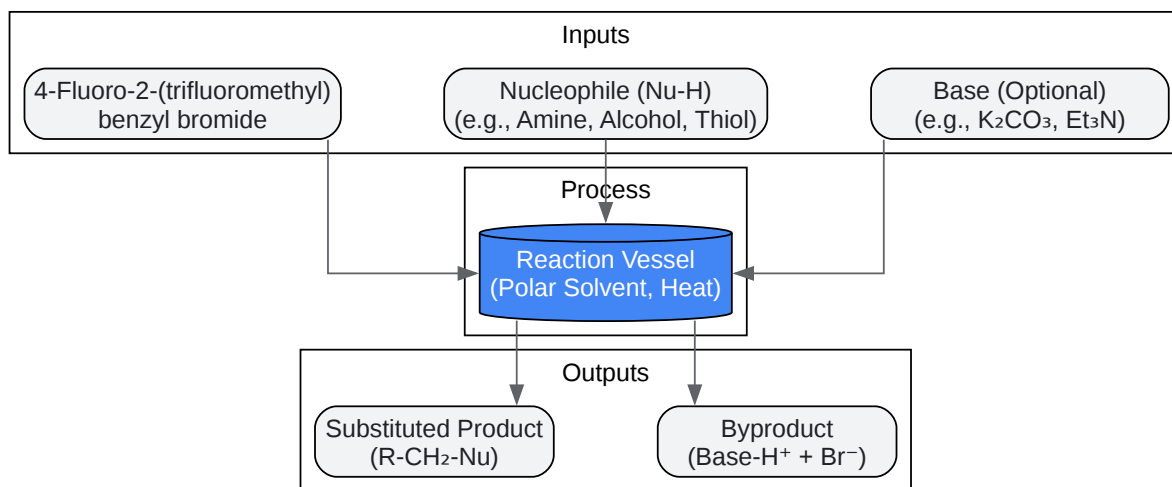 Inputs
4-Fluoro-2-(trifluoromethyl)
benzyl bromide
Nucleophile (Nu-H)
(e.g., Amine, Alcohol, Thiol)
Base (Optional)
(e.g., K₂CO₃, Et₃N)
Process
Reaction Vessel
(Polar Solvent, Heat)
Outputs
Substituted Product
(R-CH₂-Nu)
Byproduct
(Base-H⁺ + Br⁻)